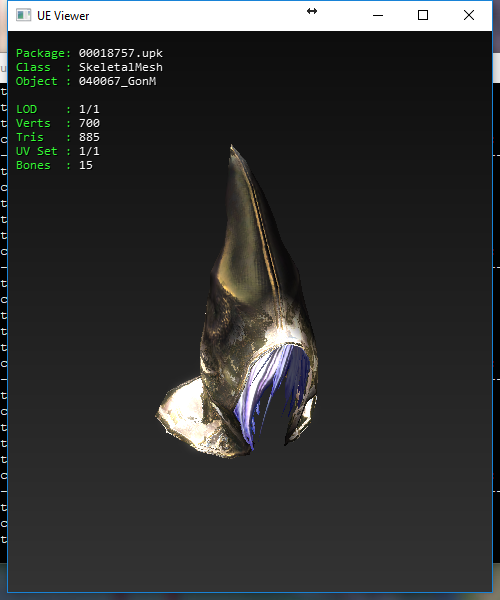 UE Viewer
Package: 00018757.upk
Class : SkeletalMesh
Object : 040067_GonM
LOD : 1/1
Verts : 700
Tris : 885
UV Set : 1/1
Bones : 15